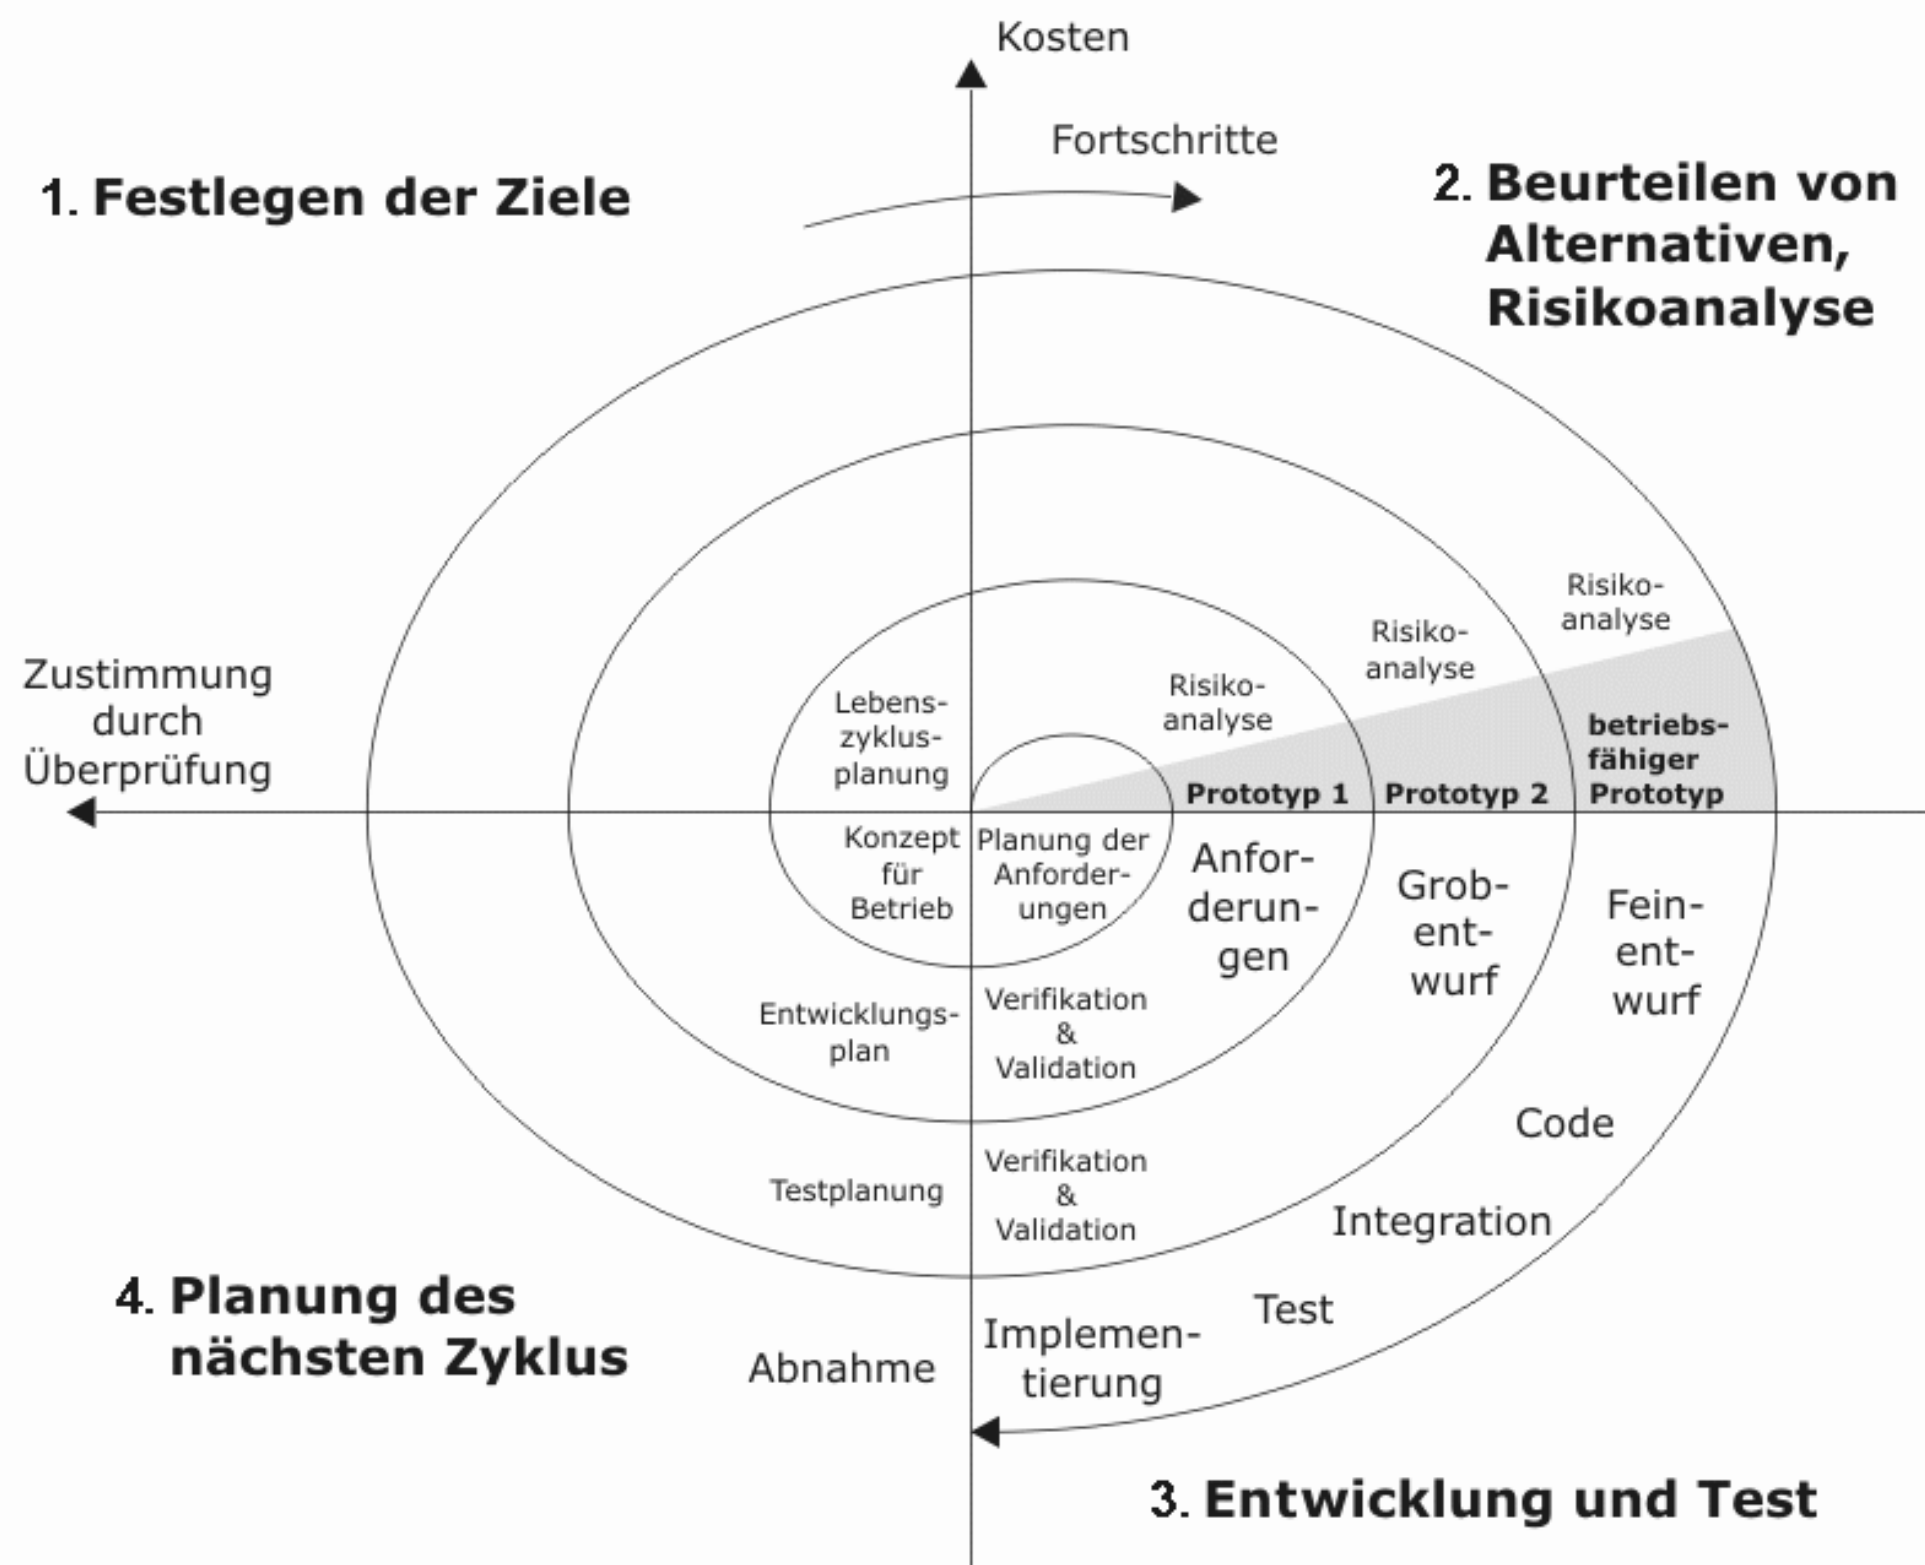 Kosten
Fortschritte
1. Festlegen der Ziele
2. Beurteilen von
Alternativen,
Risikoanalyse
Zustimmung
durch
Überprüfung
Lebens-
zyklus-
planung
Risiko-
analyse
Risiko-
analyse
Risiko-
analyse
Prototyp 1
Prototyp 2
betriebs-
fähiger
Prototyp
Konzept
für
Betrieb
Planung der
Anforder-
ungen
Anfor-
derun-
gen
Grob-
ent-
wurf
Fein-
ent-
wurf
Entwicklungs-
plan
Verifikation
&
Validation
Code
Testplanung
Verifikation
&
Validation
Integration
Test
Implemen-
tierung
Abnahme
4. Planung des
nächsten Zyklus
3. Entwicklung und Test